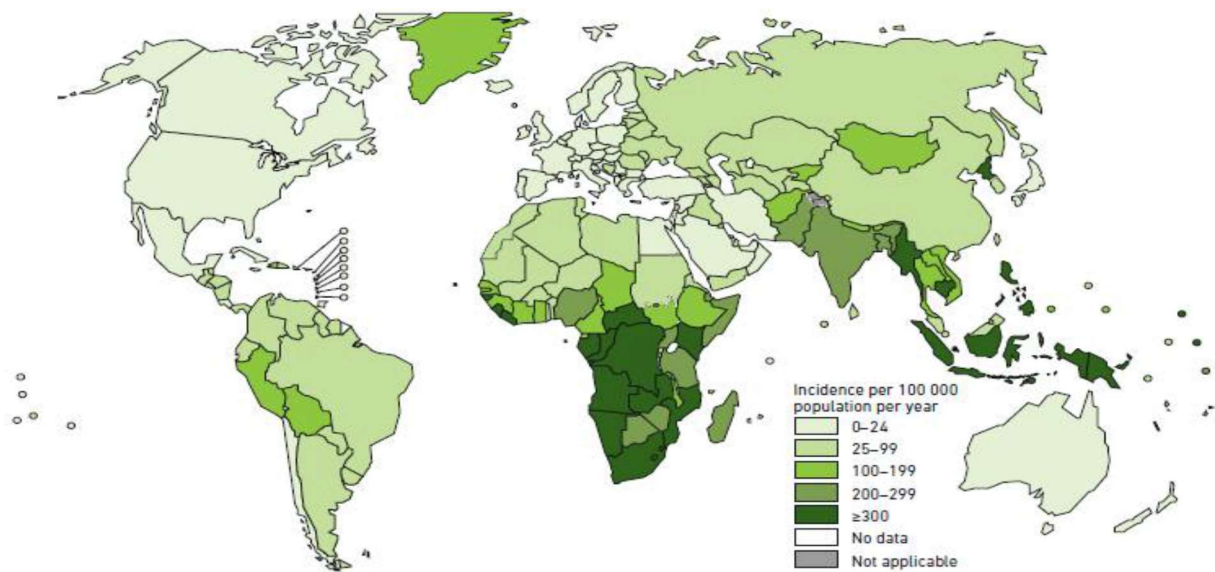 Incidence per 100 000
population per year
0–24
25–99
100–199
200–299
≥300
No data
Not applicable